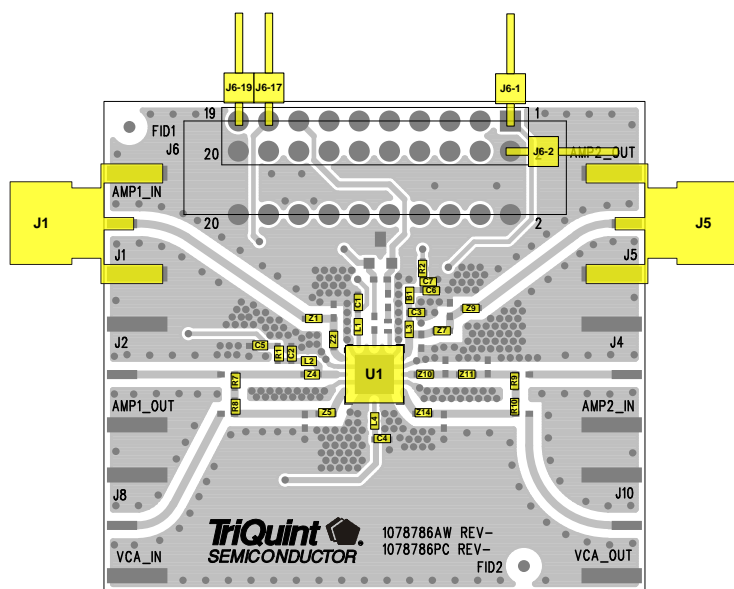 J6-19 J6-17 J6-1
19 1
FID1
J6 20 2 J6-2 AMP2_OUT
AMP1_IN
J1 20 2 J5
J1 J5
R2
C7
B1 C6
C1 C3 Z9
Z1
J2 L1 L3 Z7 J4
Z2
C5 R1 C2
L2
Z4 U1 Z10 Z11
R7 R9
AMP1_OUT R8 Z5 L4 Z14 R10 AMP2_IN
C4
J8 J10
TriQuint 1078786AW REV-
SEMICONDUCTOR 1078786PC REV-
VCA_IN FID2 VCA_OUT